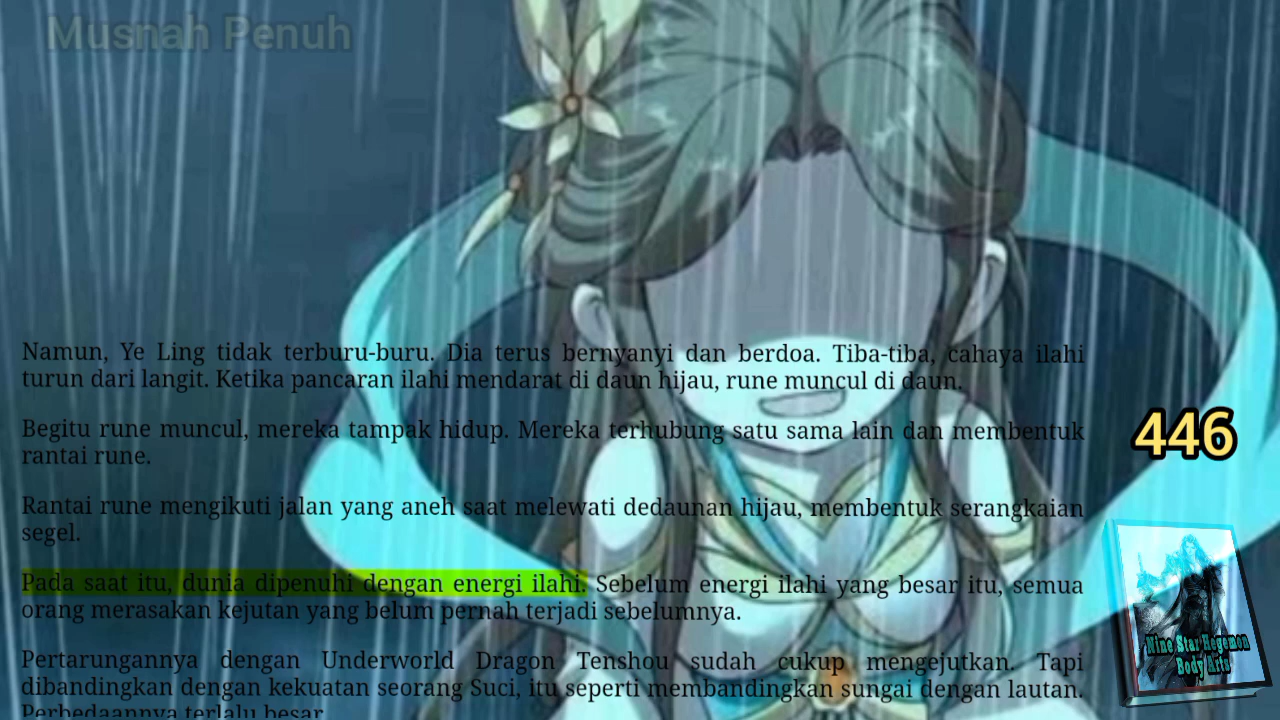 Musnah Penuh
Namun, Ye Ling tidak terburu-buru. Dia terus bernyanyi dan berdoa. Tiba-tiba, cahaya ilahi
turun dari langit. Ketika pancaran ilahi mendarat di daun hijau, rune muncul di daun.
Begitu rune muncul, mereka tampak hidup. Mereka terhubung satu sama lain dan membentuk
rantai rune.
Rantai rune mengikuti jalan yang aneh saat melewati dedaunan hijau, membentuk serangkaian
segel.
Pada saat itu, dunia dipenuhi dengan energi ilahi. Sebelum energi ilahi yang besar itu, semua
orang merasakan kejutan yang belum pernah terjadi sebelumnya.
Pertarungannya dengan Underworld Dragon Tenshou sudah cukup mengejutkan. Tapi
dibandingkan dengan kekuatan seorang Suci, itu seperti membandingkan sungai dengan lautan.
Perbedaannya terlalu besar.
446
Nine Star Hegemon
Body Arts